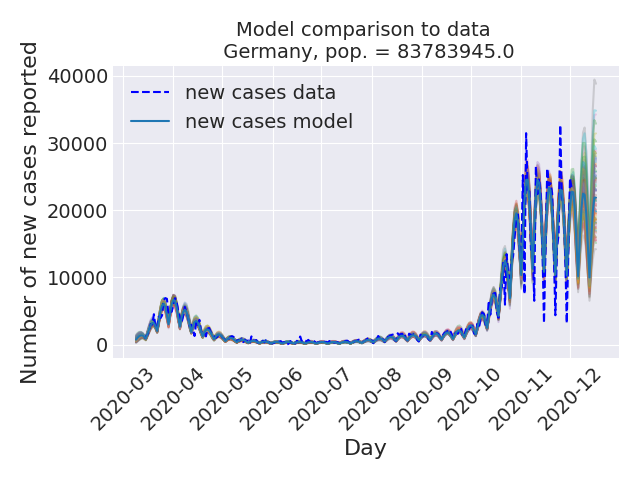 Model comparison to data
Germany, pop. = 83783945.0
Number of new cases reported
40000
30000
20000
10000
0
new cases data
new cases model
2020-03
2020-04
2020-05
2020-06
2020-07
2020-08
2020-09
2020-10
2020-11
2020-12
Day